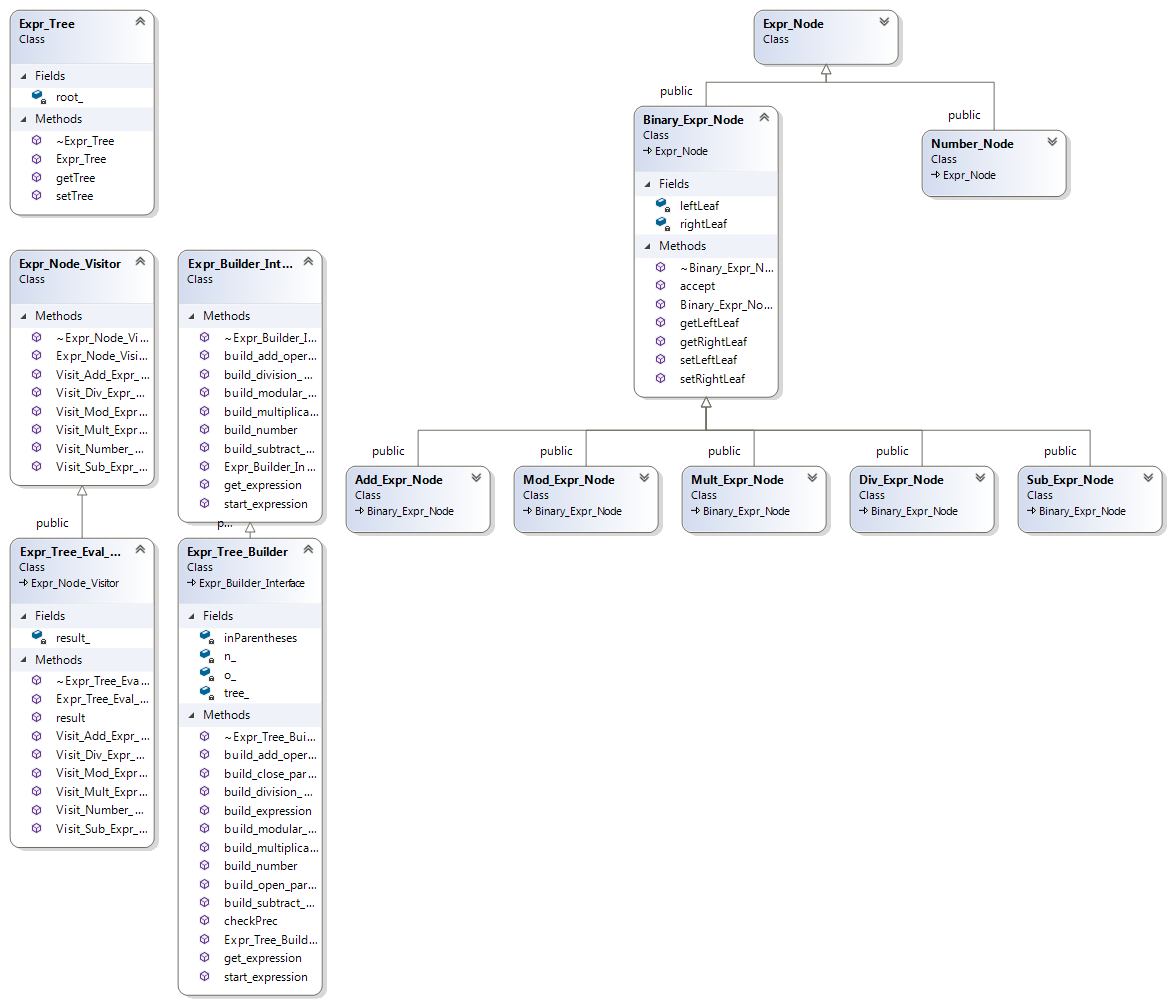 Expr_Tree
Class
Fields
root_
Methods
~Expr_Tree
Expr_Tree
getTree
setTree
Expr_Node_Visitor
Class
Methods
~Expr_Node_Vi...
Expr_Node_Visi...
Visit_Add_Expr_...
Visit_Div_Expr_...
Visit_Mod_Expr...
Visit_Mult_Expr...
Visit_Number_...
Visit_Sub_Expr_...
public
Expr_Tree_Eval_...
Class
Expr_Node_Visitor
Fields
result_
Methods
~Expr_Tree_Eva...
Expr_Tree_Eval_...
result
Visit_Add_Expr_...
Visit_Div_Expr_...
Visit_Mod_Expr...
Visit_Mult_Expr...
Visit_Number_...
Visit_Sub_Expr_...
Expr_Builder_Int...
Class
Methods
~Expr_Builder_I...
build_add_oper...
build_division_...
build_modular_...
build_multiplica...
build_number
build_subtract_...
Expr_Builder_In...
get_expression
start_expression
p...
Expr_Tree_Builder
Class
Expr_Builder_Interface
Fields
inParentheses
n_
o_
tree_
Methods
~Expr_Tree_Bui...
build_add_oper...
build_close_par...
build_division_...
build_expression
build_modular_...
build_multiplica...
build_number
build_open_par...
build_subtract_...
checkPrec
Expr_Tree_Build...
get_expression
start_expression
Expr_Node
Class
public
Binary_Expr_Node
Class
Expr_Node
Fields
leftLeaf
rightLeaf
Methods
~Binary_Expr_N...
accept
Binary_Expr_No...
getLeftLeaf
getRightLeaf
setLeftLeaf
setRightLeaf
public
Number_Node
Class
Expr_Node
public
Add_Expr_Node
Class
Binary_Expr_Node
public
Mod_Expr_Node
Class
Binary_Expr_Node
public
Mult_Expr_Node
Class
Binary_Expr_Node
public
Div_Expr_Node
Class
Binary_Expr_Node
public
Sub_Expr_Node
Class
Binary_Expr_Node